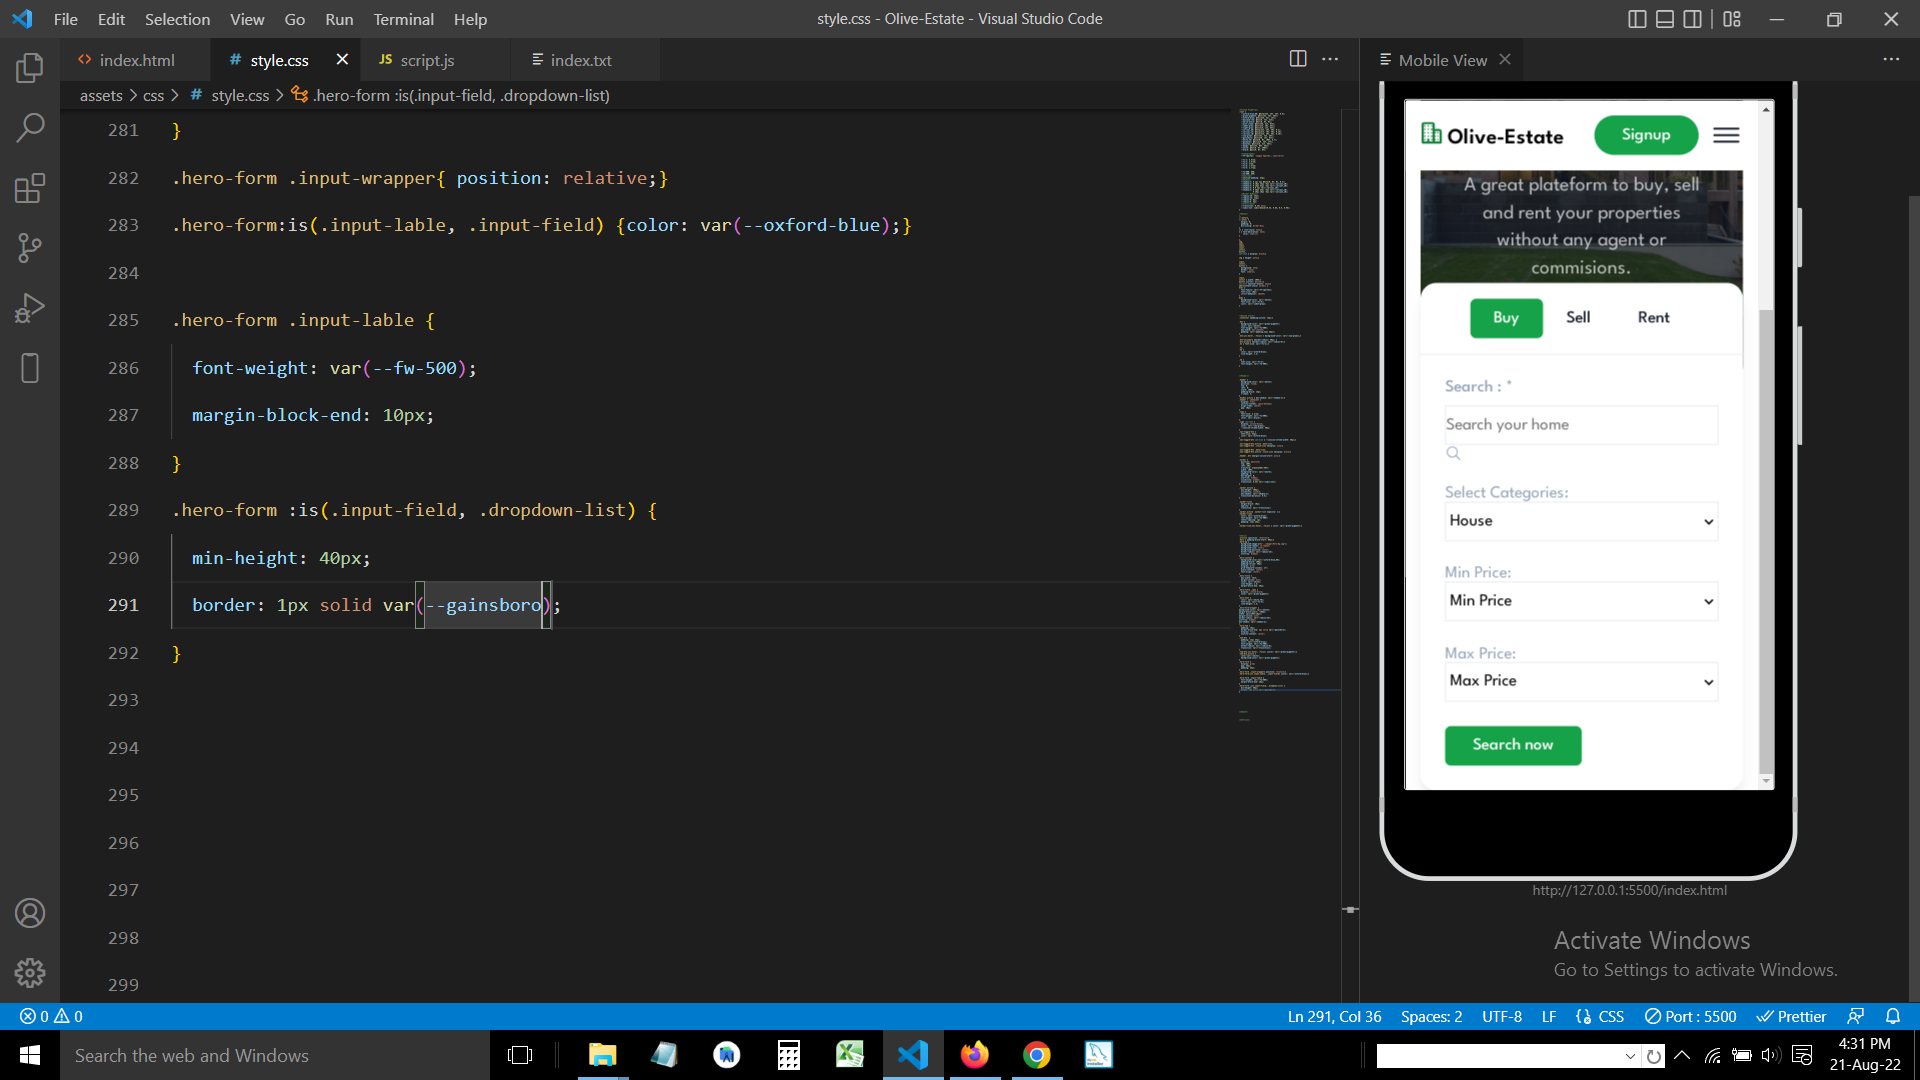 File Edit Selection View Go Run Terminal Help
style.css - Olive-Estate - Visual Studio Code
index.html
# style.css
JS script.js
index.txt
Mobile View
assets > css > # style.css > .hero-form :is(.input-field, .dropdown-list)
281 }
282 .hero-form .input-wrapper{ position: relative;}
283 .hero-form:is(.input-lable, .input-field) {color: var(--oxford-blue);}
284
285 .hero-form .input-lable {
286 font-weight: var(--fw-500);
287 margin-block-end: 10px;
288 }
289 .hero-form :is(.input-field, .dropdown-list) {
290 min-height: 40px;
291 border: 1px solid var(--gainsboro);
292 }
293
294
295
296
297
298
299
Olive-Estate
Signup
A great plateform to buy, sell
and rent your properties
without any agent or
commisions.
Buy Sell Rent
Search : *
Search your home
Select Categories:
House
Min Price:
Min Price
Max Price:
Max Price
Search now
http://127.0.0.1:5500/index.html
Activate Windows
Go to Settings to activate Windows.
0 0
Ln 291, Col 36 Spaces: 2 UTF-8 LF CSS Port : 5500 Prettier
Search the web and Windows
4:31 PM
21-Aug-22